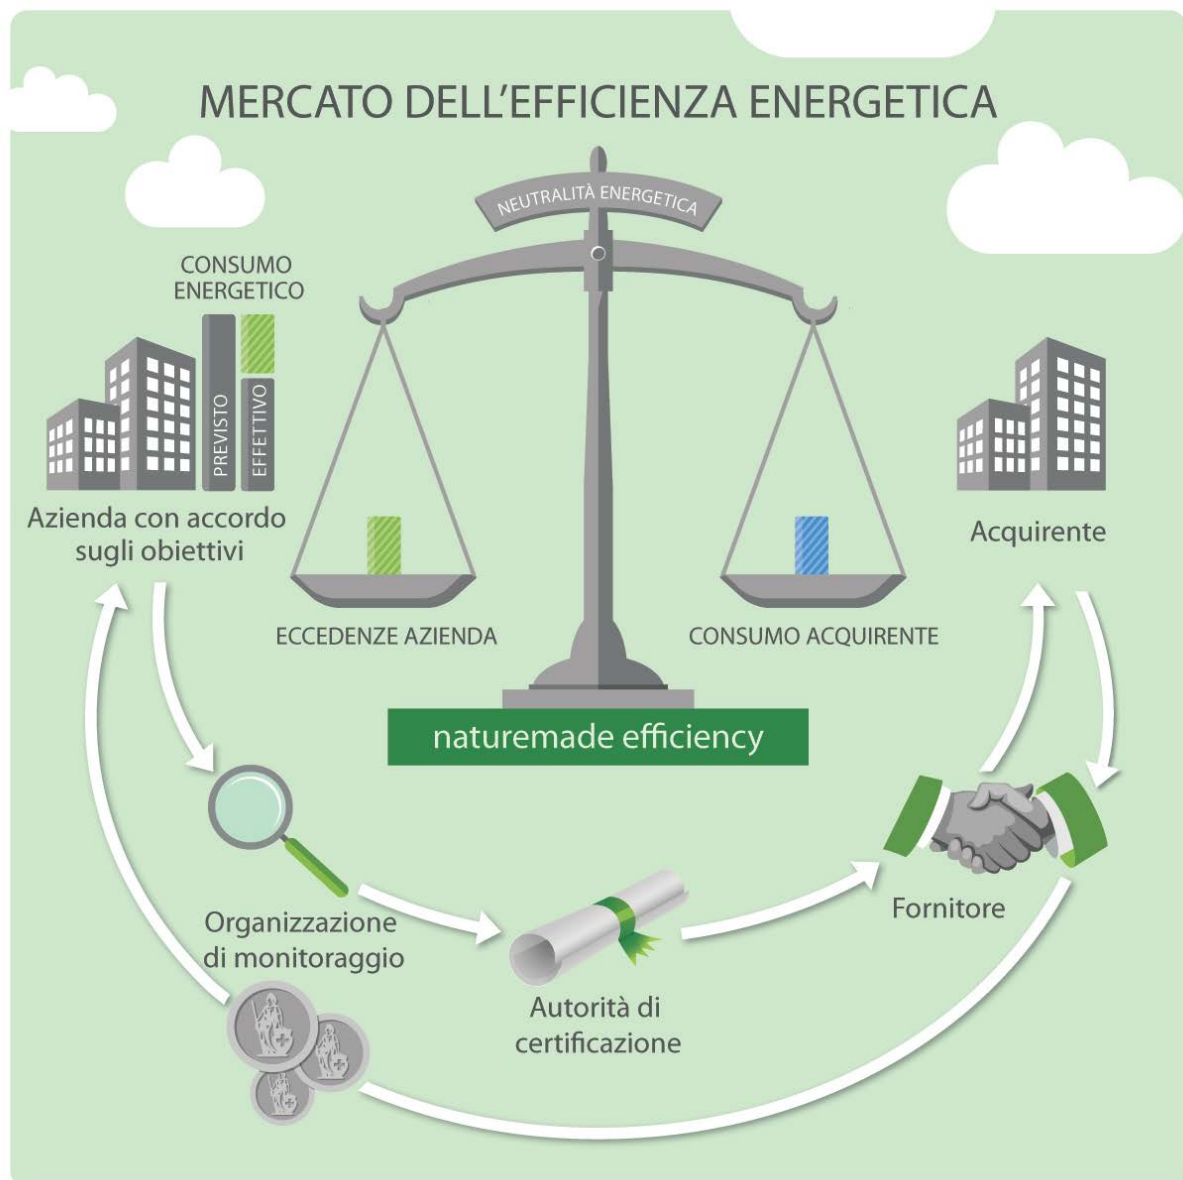 MERCATO DELL'EFFICIENZA ENERGETICA
NEUTRALITÀ ENERGETICA
CONSUMO
ENERGETICO
PREVISTO
EFFETTIVO
Azienda con accordo
sugli obiettivi
Acquirente
ECCEDENZE AZIENDA
CONSUMO ACQUIRENTE
naturemade efficiency
Organizzazione
di monitoraggio
Fornitore
Autorità di
certificazione